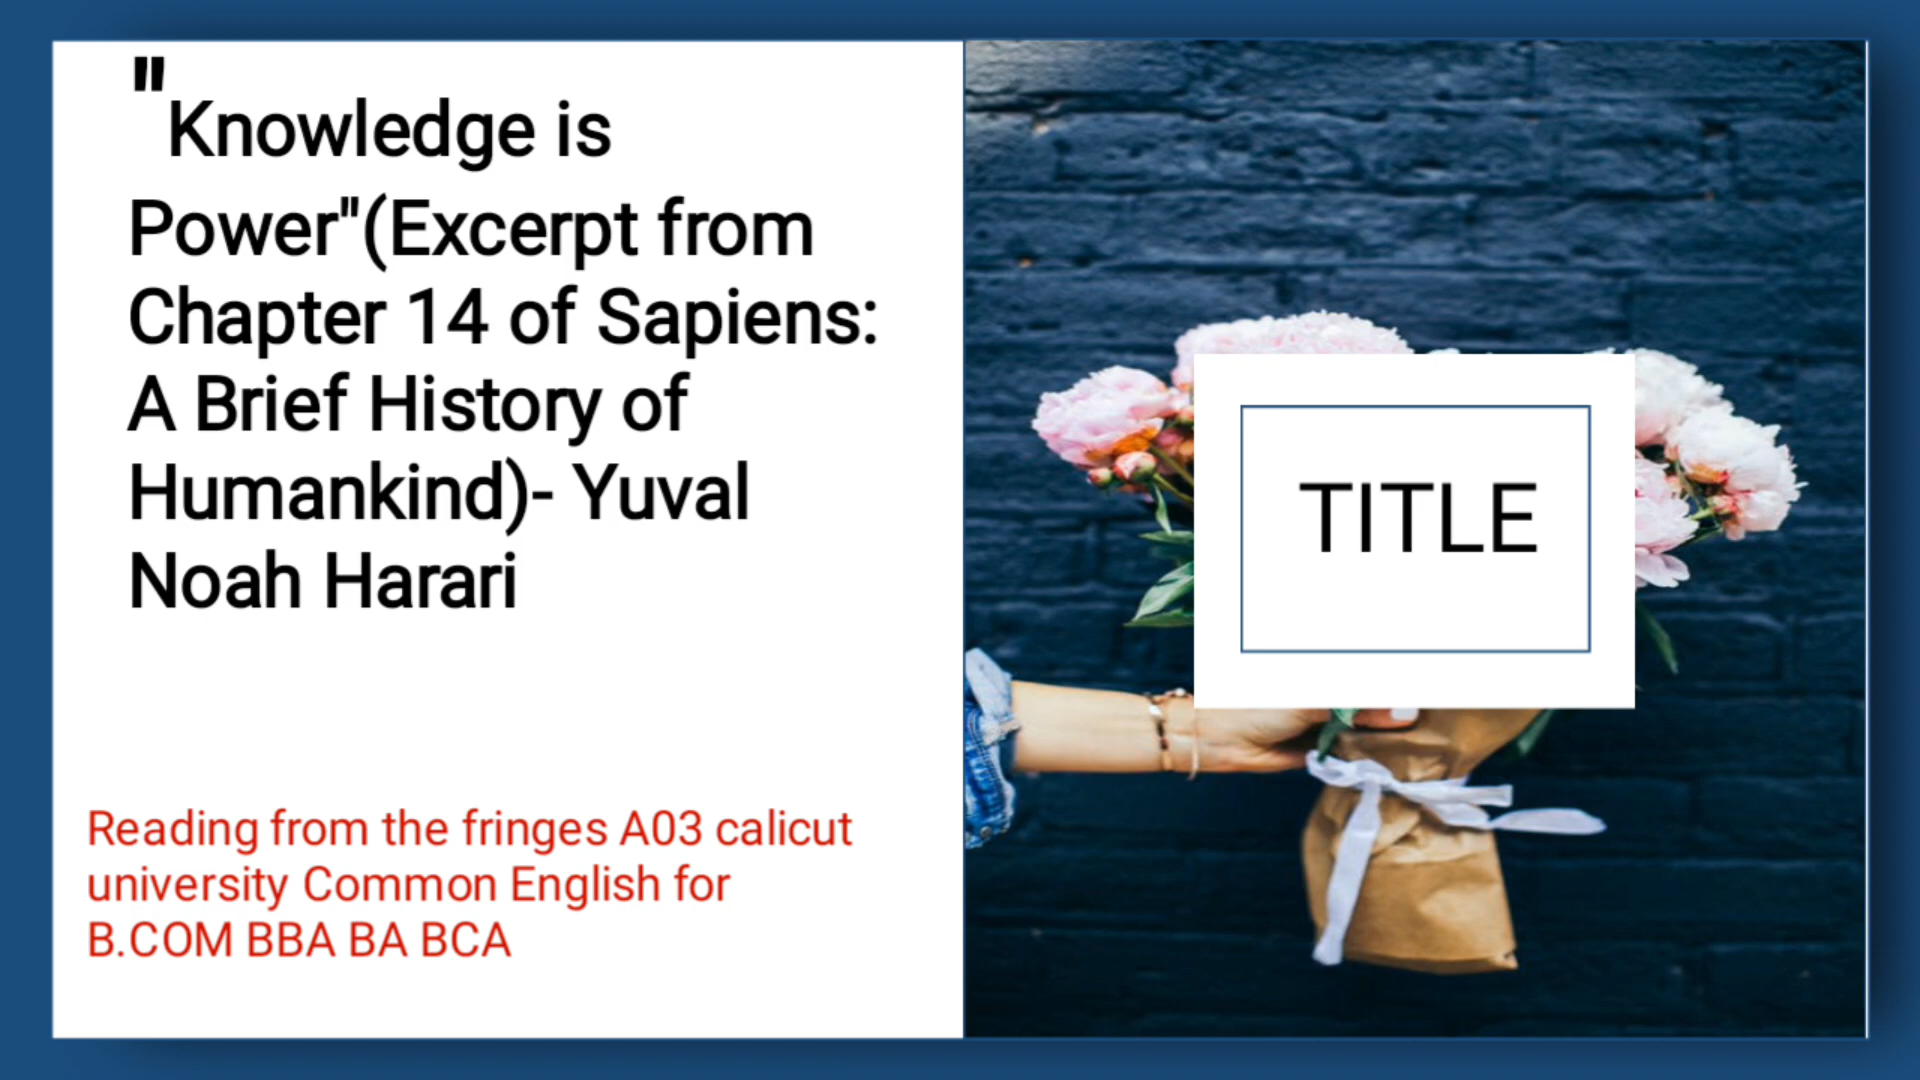 "Knowledge is
Power"(Excerpt from
Chapter 14 of Sapiens:
A Brief History of
Humankind)- Yuval
Noah Harari
Reading from the fringes A03 calicut
university Common English for
B.COM BBA BA BCA
TITLE